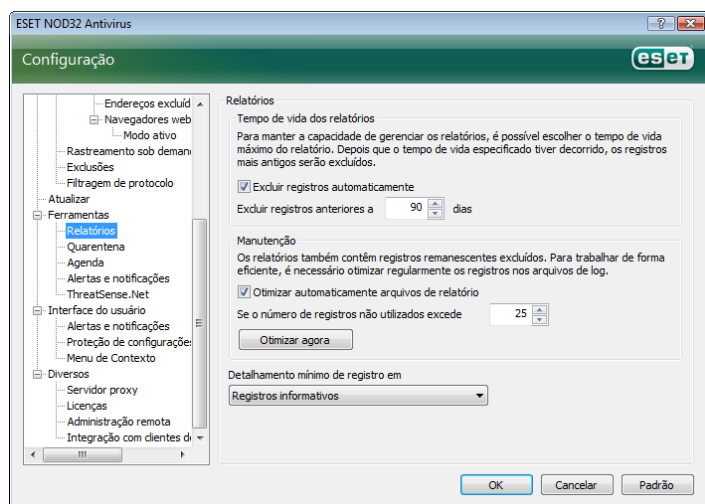 ESET NOD32 Antivirus
Configuração
eseT
Endereços excluíd
Navegadores web
Modo ativo
Rastreamento sob deman
Exclusões
Filtragem de protocolo
Atualizar
Ferramentas
Relatórios
Quarentena
Agenda
Alertas e notificações
ThreatSense.Net
Interface do usuário
Alertas e notificações
Proteção de configurações
Menu de Contexto
Diversos
Servidor proxy
Licenças
Administração remota
Integração com clientes d
Relatórios
Tempo de vida dos relatórios
Para manter a capacidade de gerenciar os relatórios, é possível escolher o tempo de vida
máximo do relatório. Depois que o tempo de vida especificado tiver decorrido, os registros
mais antigos serão excluídos.
Excluir registros automaticamente
Excluir registros anteriores a 90 dias
Manutenção
Os relatórios também contêm registros remanescentes excluídos. Para trabalhar de forma
eficiente, é necessário otimizar regularmente os registros nos arquivos de log.
Otimizar automaticamente arquivos de relatório
Se o número de registros não utilizados excede 25
Otimizar agora
Detalhamento mínimo de registro em
Registros informativos
OK Cancelar Padrão